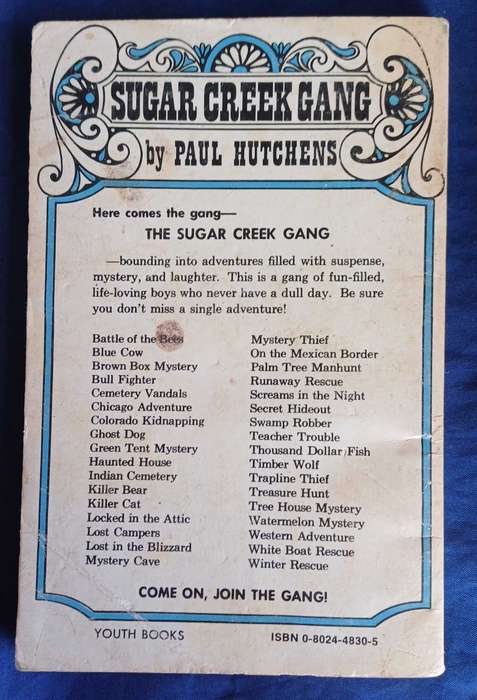 SUGAR CREEK GANG
by PAUL HUTCHENS
Here comes the gang—
THE SUGAR CREEK GANG
—bounding into adventures filled with suspense,
mystery, and laughter. This is a gang of fun-filled,
life-loving boys who never have a dull day. Be sure
you don't miss a single adventure!
Battle of the Bees
Blue Cow
Brown Box Mystery
Bull Fighter
Cemetery Vandals
Chicago Adventure
Colorado Kidnapping
Ghost Dog
Green Tent Mystery
Haunted House
Indian Cemetery
Killer Bear
Killer Cat
Locked in the Attic
Lost Campers
Lost in the Blizzard
Mystery Cave
Mystery Thief
On the Mexican Border
Palm Tree Manhunt
Runaway Rescue
Screams in the Night
Secret Hideout
Swamp Robber
Teacher Trouble
Thousand Dollar Fish
Timber Wolf
Trapline Thief
Treasure Hunt
Tree House Mystery
Watermelon Mystery
Western Adventure
White Boat Rescue
Winter Rescue
COME ON, JOIN THE GANG!
YOUTH BOOKS
ISBN 0-8024-4830-5